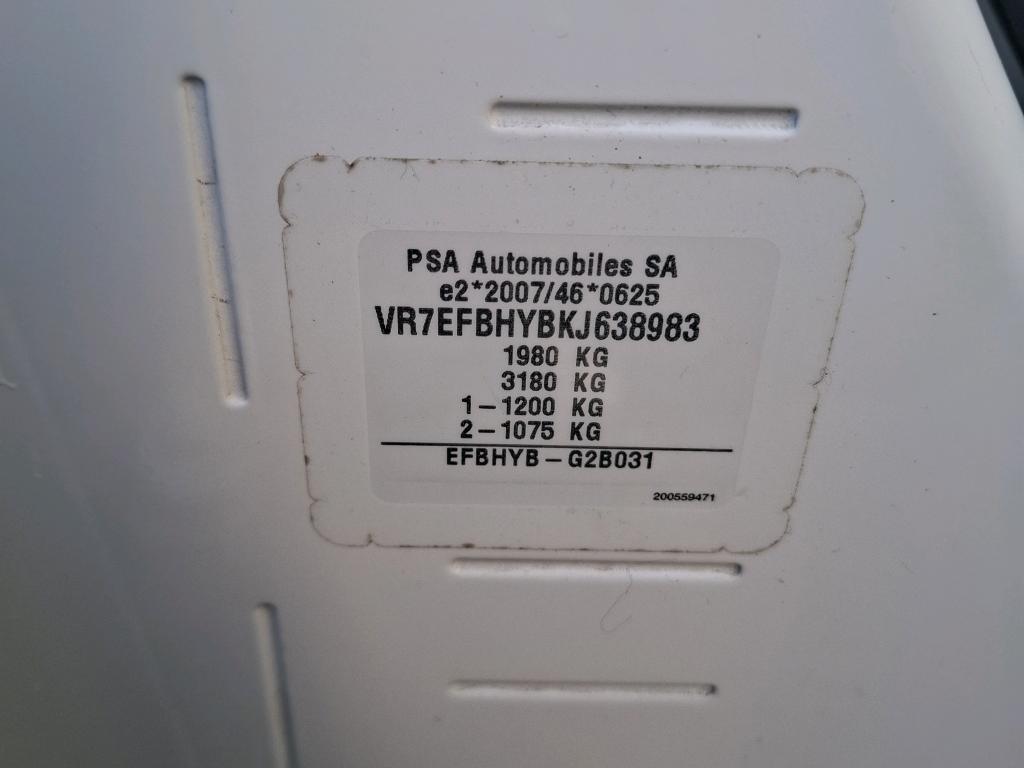 PSA Automobiles SA
e2*2007/46*0625
VR7EFBHYBKJ638983
1980 KG
3180 KG
1-1200 KG
2-1075 KG
EFBHYB-G2B031
200559471